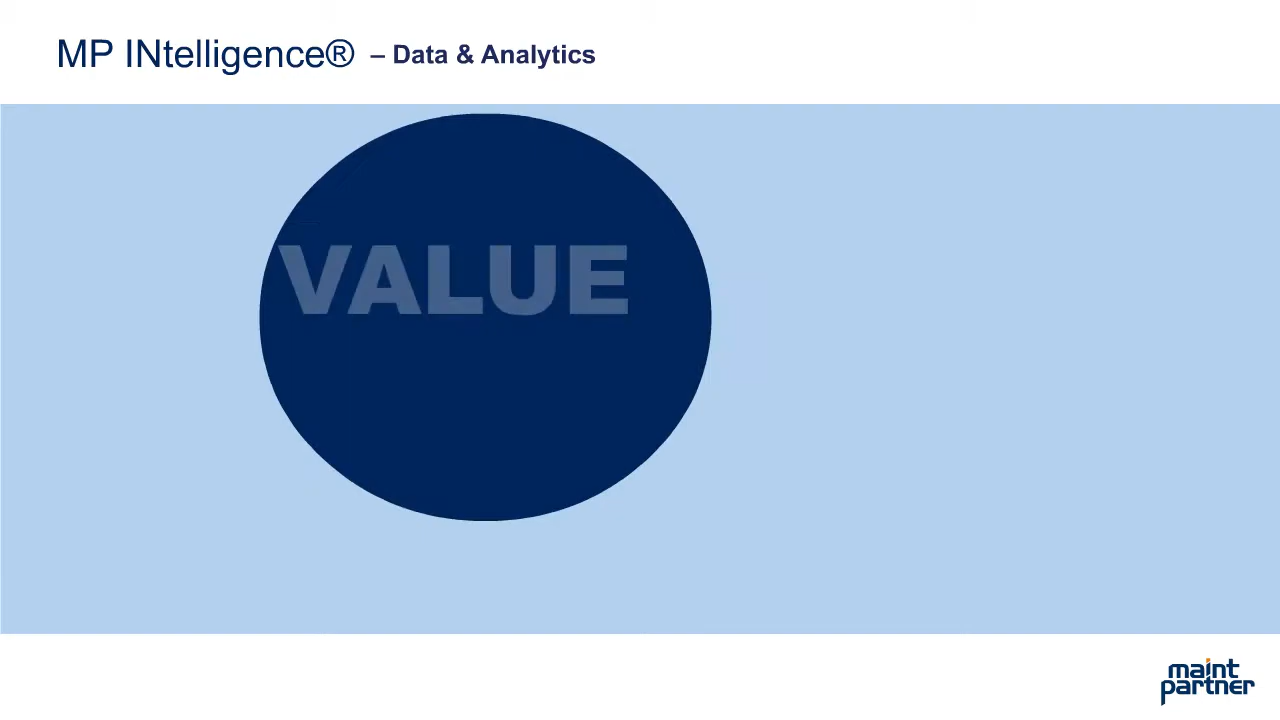 MP INtelligence® – Data & Analytics
VALUE
maint
partner